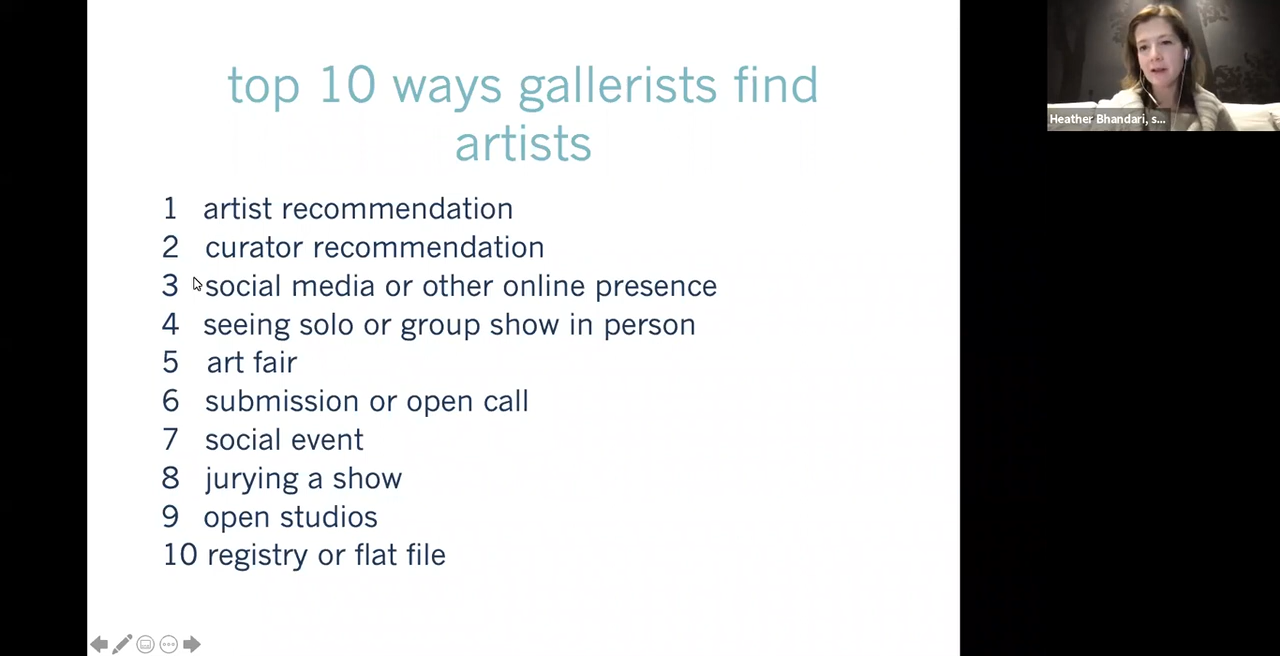 top 10 ways gallerists find
artists
1 artist recommendation
2 curator recommendation
3 social media or other online presence
4 seeing solo or group show in person
5 art fair
6 submission or open call
7 social event
8 jurying a show
9 open studios
10 registry or flat file
Heather Bhandari, s...